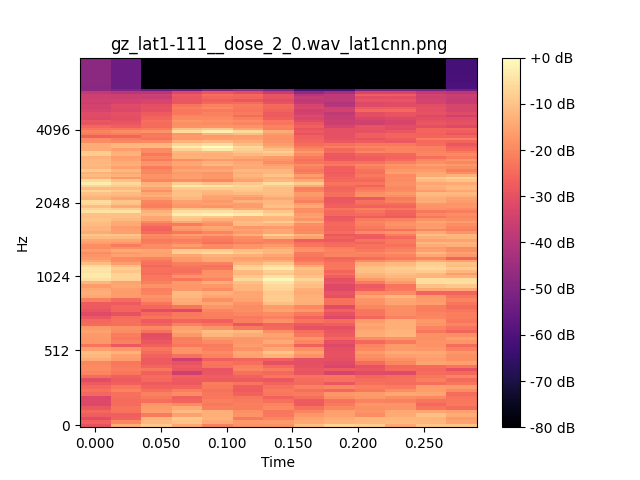 gz_lat1-111__dose_2_0.wav_lat1cnn.png
Hz
4096
2048
1024
512
0
0.000 0.050 0.100 0.150 0.200 0.250
Time
+0 dB
-10 dB
-20 dB
-30 dB
-40 dB
-50 dB
-60 dB
-70 dB
-80 dB